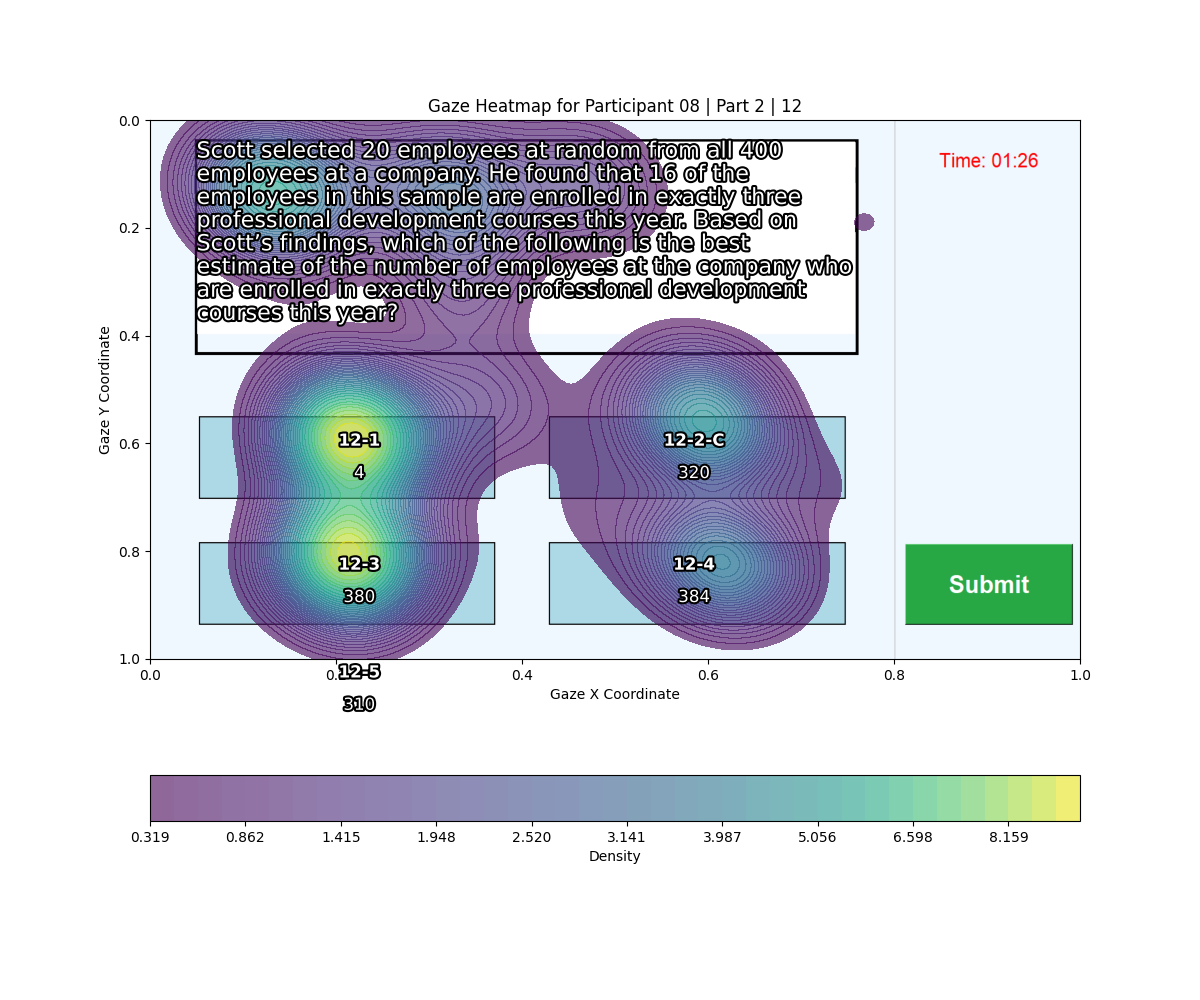 Gaze Heatmap for Participant 08 | Part 2 | 12
Scott selected 20 employees at random from all 400
employees at a company. He found that 16 of the
employees in this sample are enrolled in exactly three
professional development courses this year. Based on
Scott’s findings, which of the following is the best
estimate of the number of employees at the company who
are enrolled in exactly three professional development
courses this year?
Time: 01:26
12-1
4
12-2-C
320
12-3
380
12-4
384
Submit
12-5
310
0.0
0.2
0.4
0.6
0.8
1.0
Gaze Y Coordinate
0.0 0.2 0.4 0.6 0.8 1.0
Gaze X Coordinate
0.319 0.862 1.415 1.948 2.520 3.141 3.987 5.056 6.598 8.159
Density